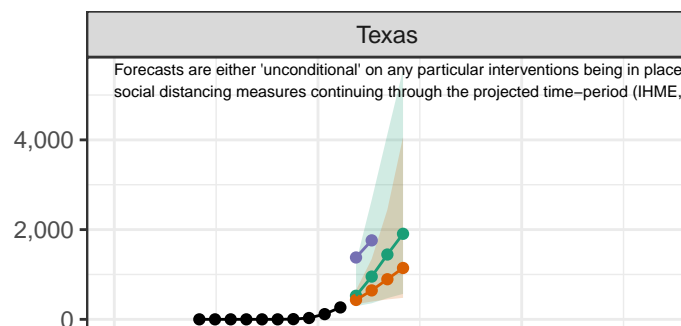 Texas
Forecasts are either 'unconditional' on any particular interventions being in place
social distancing measures continuing through the projected time−period (IHME,
4,000
2,000
0